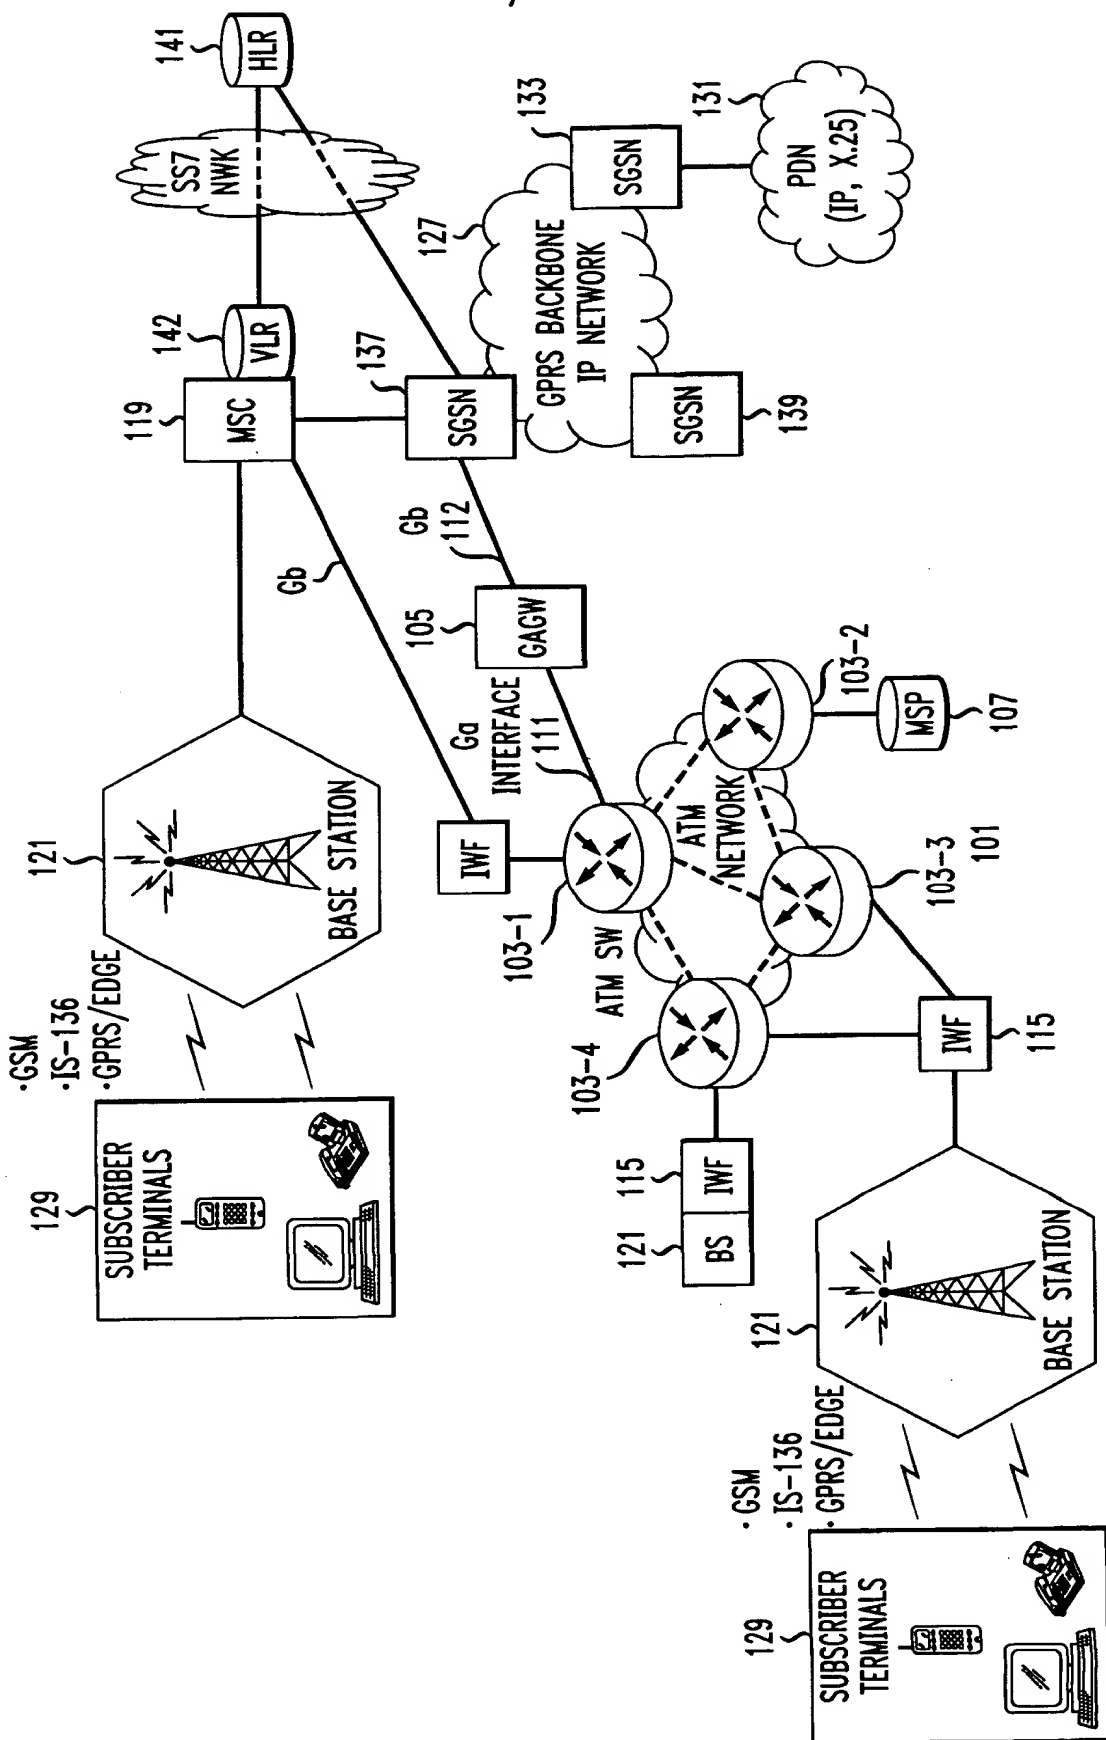 129
SUBSCRIBER
TERMINALS
·GSM
·IS-136
·GPRS/EDGE
121
BASE STATION
119
MSC
142
VLR
SS7
NWK
141
HLR
Gb
137
SGSN
Gb
112
105
GAGW
Ga
INTERFACE
111
IWF
103-1
127
GPRS BACKBONE
IP NETWORK
133
SGSN
SGSN
139
131
PDN
(IP, X.25)
ATM SW
ATM
NETWORK
103-2
MSP
107
103-3
101
103-4
115
IWF
121
BS
IWF
115
121
BASE STATION
·GSM
·IS-136
·GPRS/EDGE
129
SUBSCRIBER
TERMINALS